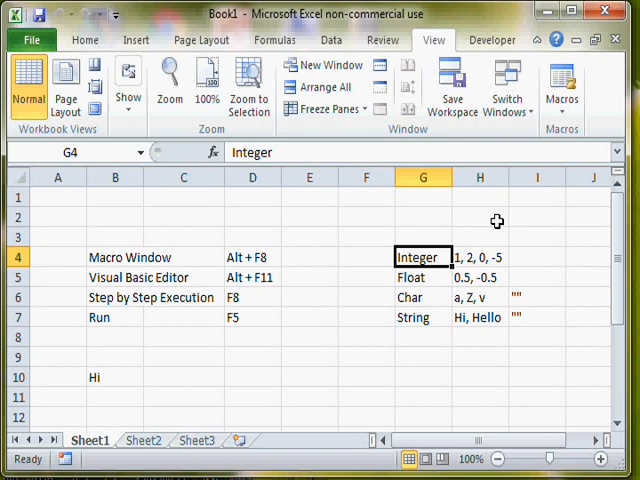 Book1 - Microsoft Excel non-commercial use
File Home Insert Page Layout Formulas Data Review View Developer
Normal
Page Layout
Workbook Views
Show
Zoom
100%
Zoom to Selection
Zoom
New Window
Arrange All
Freeze Panes
Save Workspace
Switch Windows
Window
Macros
Macros
G4 fx Integer
A B C D E F G H I J
1
2
3
4 Macro Window Alt + F8 Integer 1, 2, 0, -5
5 Visual Basic Editor Alt + F11 Float 0.5, -0.5
6 Step by Step Execution F8 Char a, Z, v ""
7 Run F5 String Hi, Hello ""
8
9
10 Hi
11
12
Sheet1 Sheet2 Sheet3
Ready 100%